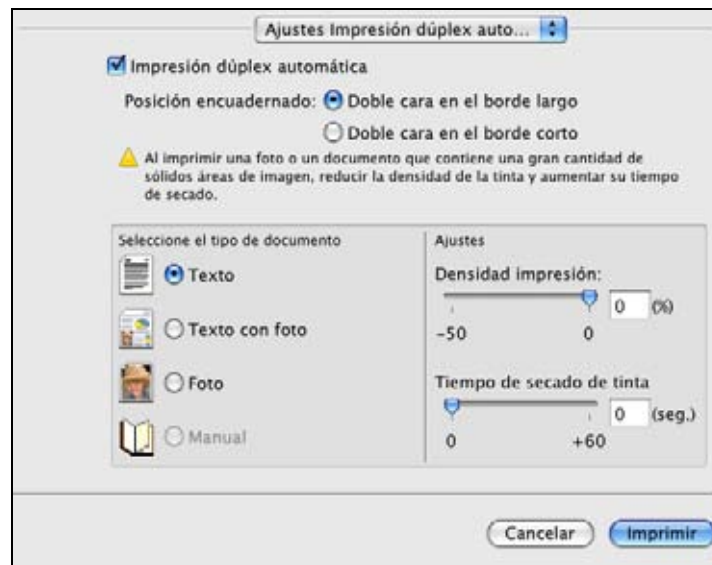 Ajustes Impresión dúplex auto...
Impresión dúplex automática
Posición encuadernado: Doble cara en el borde largo
Doble cara en el borde corto
Al imprimir una foto o un documento que contiene una gran cantidad de
sólidos áreas de imagen, reducir la densidad de la tinta y aumentar su tiempo
de secado.
Seleccione el tipo de documento
Texto
Texto con foto
Foto
Manual
Ajustes
Densidad impresión:
0 (%)
-50 0
Tiempo de secado de tinta
0 (seg.)
0 +60
Cancelar Imprimir